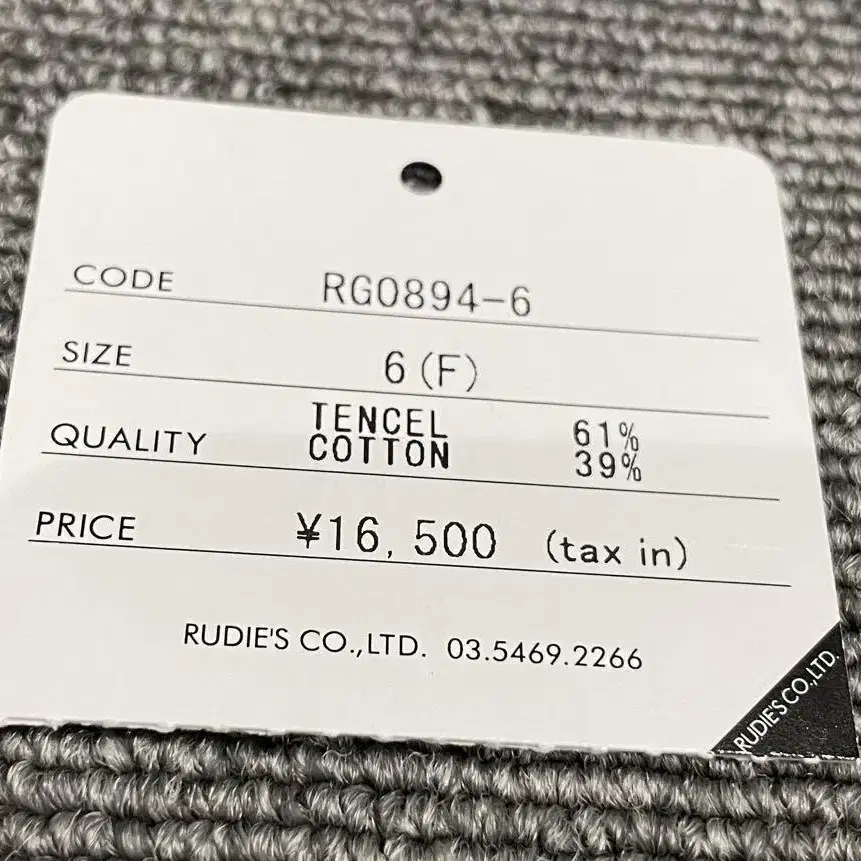 CODE RG0894-6
SIZE 6(F)
QUALITY TENCEL 61%
COTTON 39%
PRICE ¥16,500 (tax in)
RUDIE'S CO.,LTD. 03.5469.2266
RUDIE'S CO.,LTD.